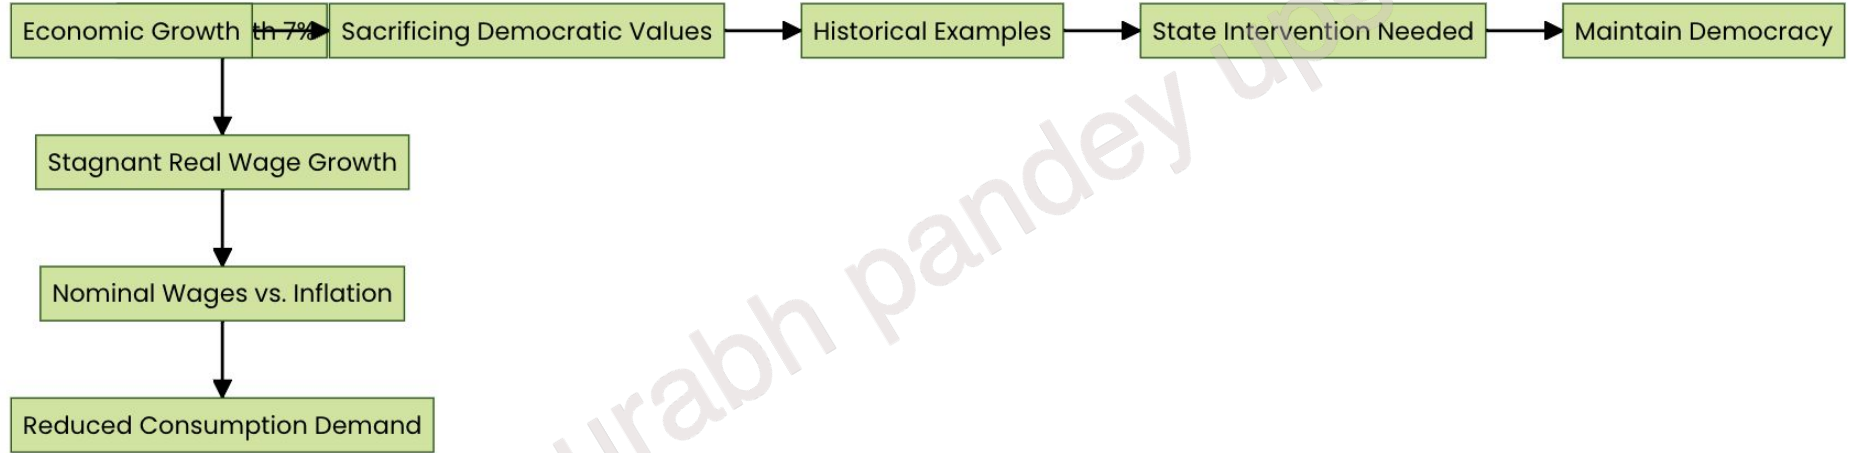 Economic Growth
th 7%
Sacrificing Democratic Values
Historical Examples
State Intervention Needed
Maintain Democracy
Stagnant Real Wage Growth
Nominal Wages vs. Inflation
Reduced Consumption Demand
urabh pandey ups